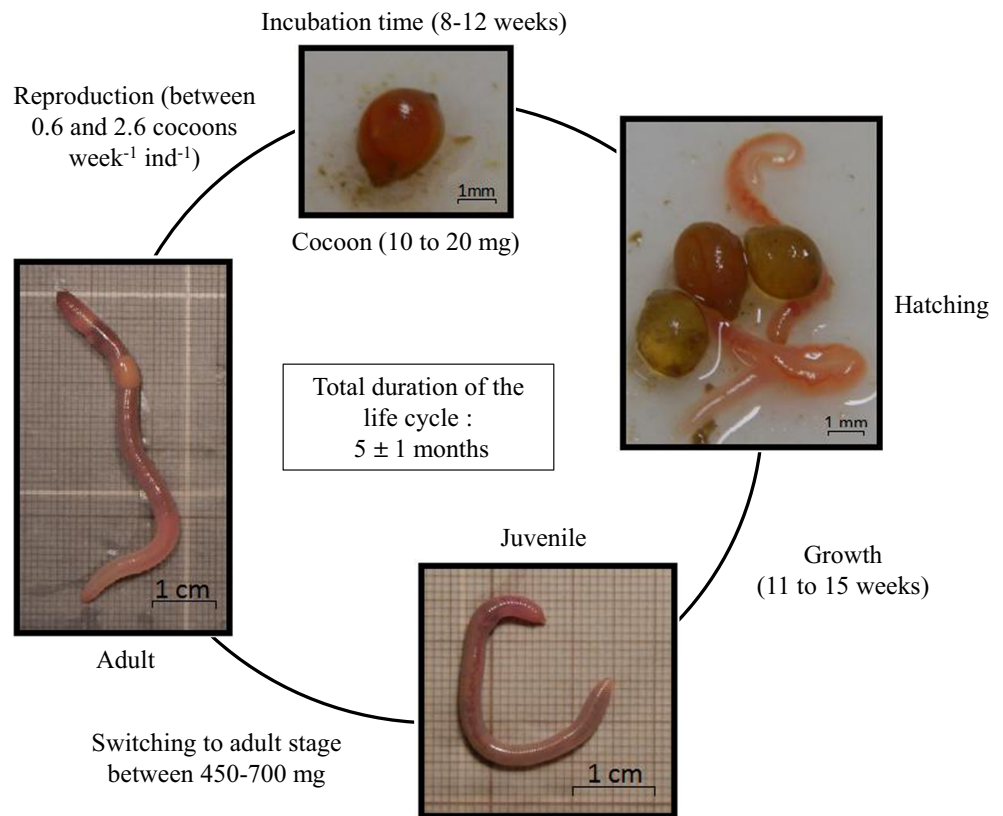 Incubation time (8-12 weeks)
Reproduction (between
0.6 and 2.6 cocoons
week⁻¹ ind⁻¹)
1mm
Cocoon (10 to 20 mg)
Hatching
1 mm
Total duration of the
life cycle :
5 ± 1 months
Juvenile
Growth
(11 to 15 weeks)
1 cm
Adult
Switching to adult stage
between 450-700 mg
1 cm